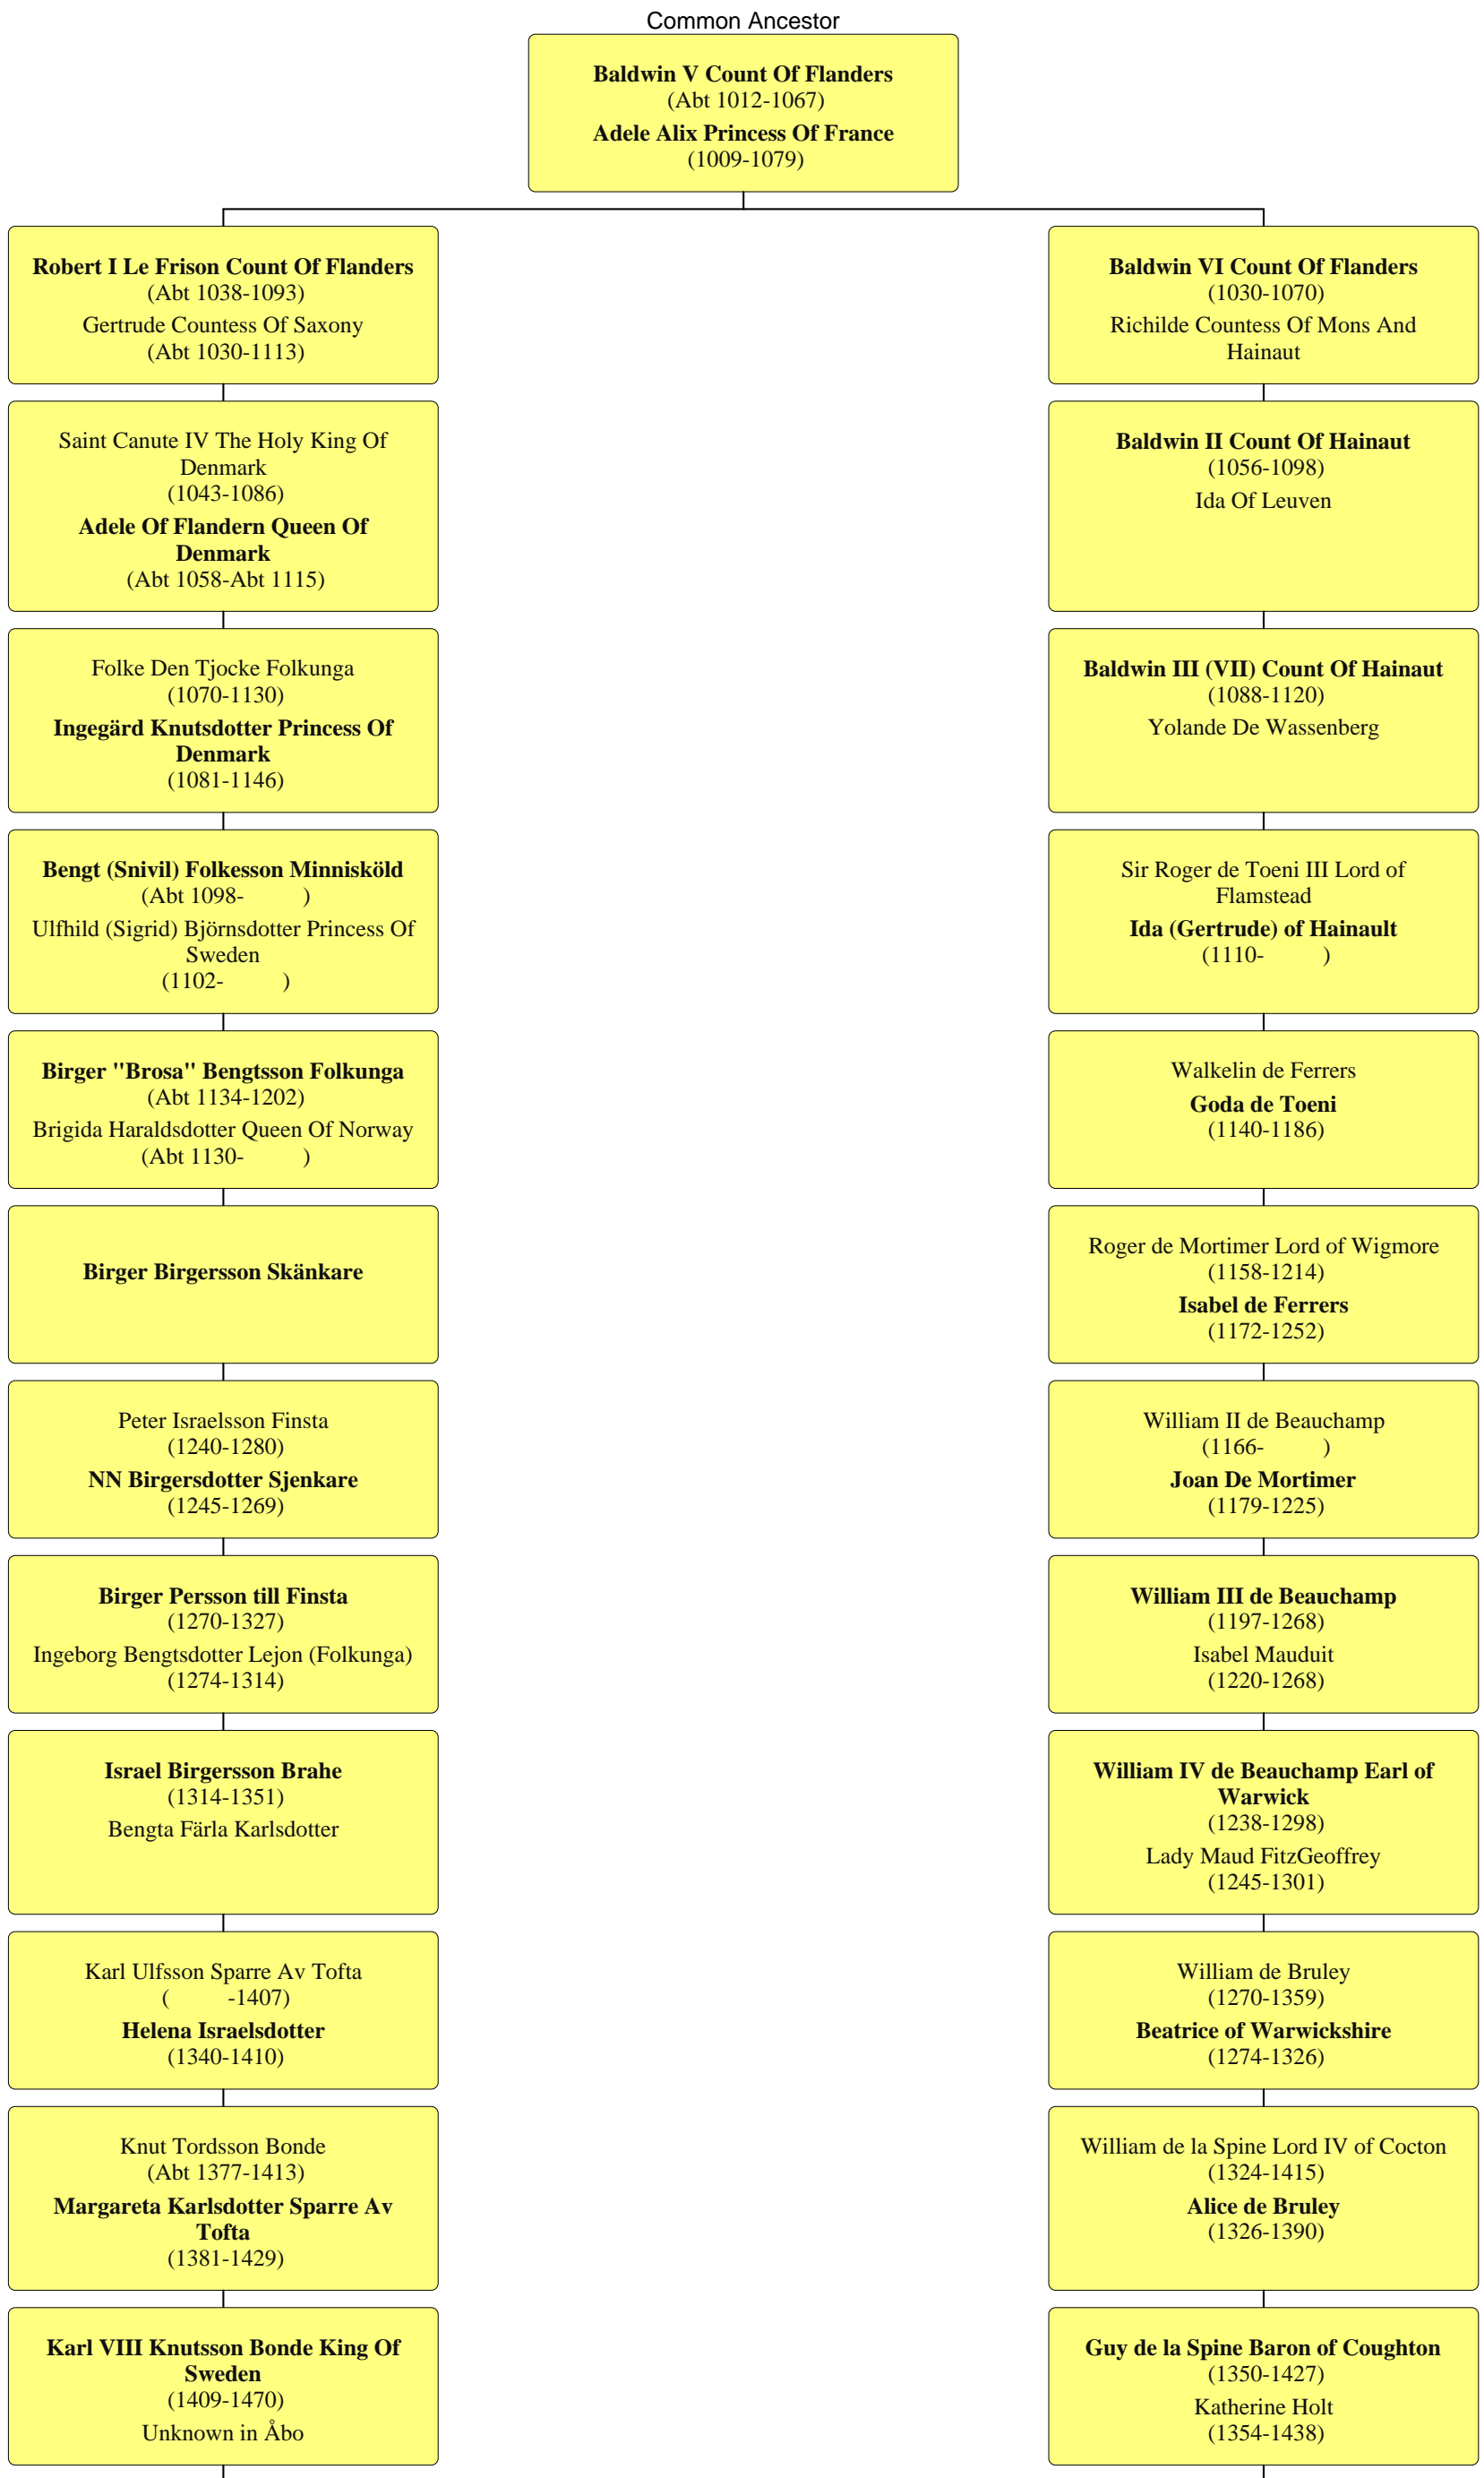 Common Ancestor
Baldwin V Count Of Flanders
(Abt 1012-1067)
Adele Alix Princess Of France
(1009-1079)
Robert I Le Frison Count Of Flanders
(Abt 1038-1093)
Gertrude Countess Of Saxony
(Abt 1030-1113)
Baldwin VI Count Of Flanders
(1030-1070)
Richilde Countess Of Mons And
Hainaut
Saint Canute IV The Holy King Of
Denmark
(1043-1086)
Adele Of Flandern Queen Of
Denmark
(Abt 1058-Abt 1115)
Baldwin II Count Of Hainaut
(1056-1098)
Ida Of Leuven
Folke Den Tjocke Folkunga
(1070-1130)
Ingegärd Knutsdotter Princess Of
Denmark
(1081-1146)
Baldwin III (VII) Count Of Hainaut
(1088-1120)
Yolande De Wassenberg
Bengt (Snivil) Folkesson Minnisköld
(Abt 1098- )
Ulfhild (Sigrid) Björnsdotter Princess Of
Sweden
(1102- )
Sir Roger de Toeni III Lord of
Flamstead
Ida (Gertrude) of Hainault
(1110- )
Birger "Brosa" Bengtsson Folkunga
(Abt 1134-1202)
Brigida Haraldsdotter Queen Of Norway
(Abt 1130- )
Walkelin de Ferrers
Goda de Toeni
(1140-1186)
Birger Birgersson Skänkare
Roger de Mortimer Lord of Wigmore
(1158-1214)
Isabel de Ferrers
(1172-1252)
Peter Israelsson Finsta
(1240-1280)
NN Birgersdotter Sjenkare
(1245-1269)
William II de Beauchamp
(1166- )
Joan De Mortimer
(1179-1225)
Birger Persson till Finsta
(1270-1327)
Ingeborg Bengtsdotter Lejon (Folkunga)
(1274-1314)
William III de Beauchamp
(1197-1268)
Isabel Mauduit
(1220-1268)
Israel Birgersson Brahe
(1314-1351)
Bengta Färla Karlsdotter
William IV de Beauchamp Earl of
Warwick
(1238-1298)
Lady Maud FitzGeoffrey
(1245-1301)
Karl Ulfsson Sparre Av Tofta
( -1407)
Helena Israelsdotter
(1340-1410)
William de Bruley
(1270-1359)
Beatrice of Warwickshire
(1274-1326)
Knut Tordsson Bonde
(Abt 1377-1413)
Margareta Karlsdotter Sparre Av
Tofta
(1381-1429)
William de la Spine Lord IV of Cocton
(1324-1415)
Alice de Bruley
(1326-1390)
Karl VIII Knutsson Bonde King Of
Sweden
(1409-1470)
Unknown in Åbo
Guy de la Spine Baron of Coughton
(1350-1427)
Katherine Holt
(1354-1438)